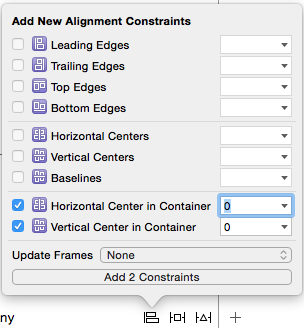 Add New Alignment Constraints
Leading Edges
Trailing Edges
Top Edges
Bottom Edges
Horizontal Centers
Vertical Centers
Baselines
Horizontal Center in Container 0
Vertical Center in Container 0
Update Frames None
Add 2 Constraints
ny